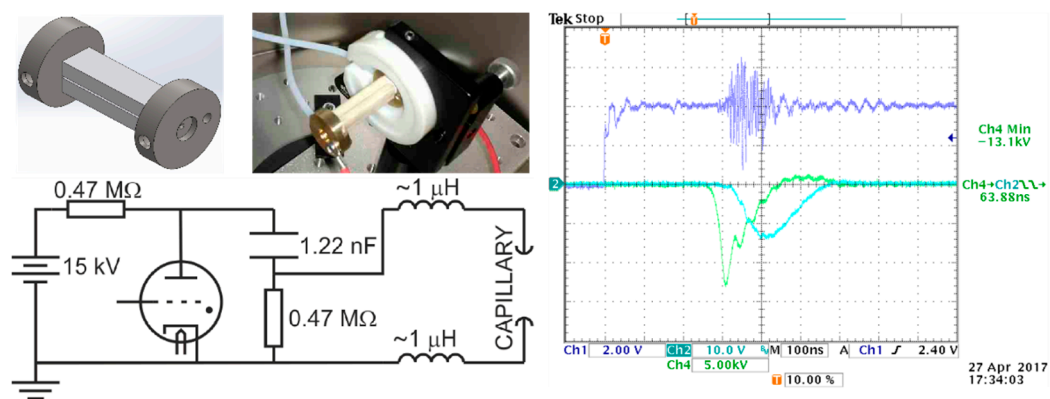 0.47 MΩ
15 kV
1.22 nF
0.47 MΩ
~1 μH
~1 μH
CAPILLARY
Tek Stop
T
T
2
Ch4 Min
−13.1kV
Ch4→Ch2
63.88ns
Ch1 2.00 V Ch2 10.0 V M 100ns A Ch1 2.40 V
Ch4 5.00kV
T 10.00 %
27 Apr 2017
17:34:03